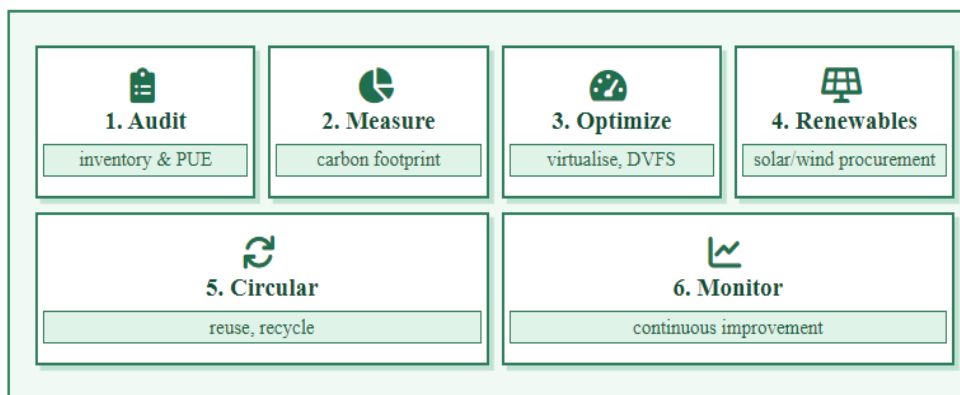 1. Audit
inventory & PUE
2. Measure
carbon footprint
3. Optimize
virtualise, DVFS
4. Renewables
solar/wind procurement
5. Circular
reuse, recycle
6. Monitor
continuous improvement